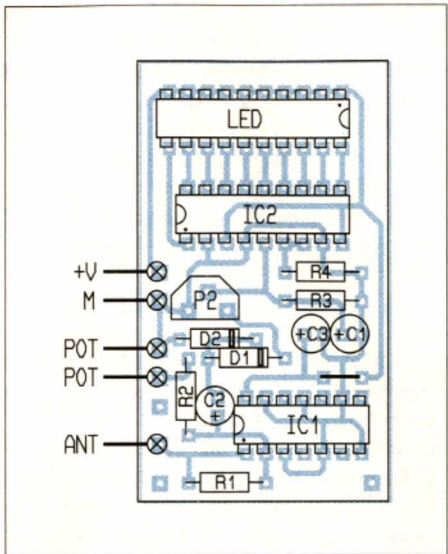 LED
IC2
+V
R4
M
P2
R3
POT
D2
+C3
+C1
POT
D1
R2
C2
+
IC1
ANT
R1